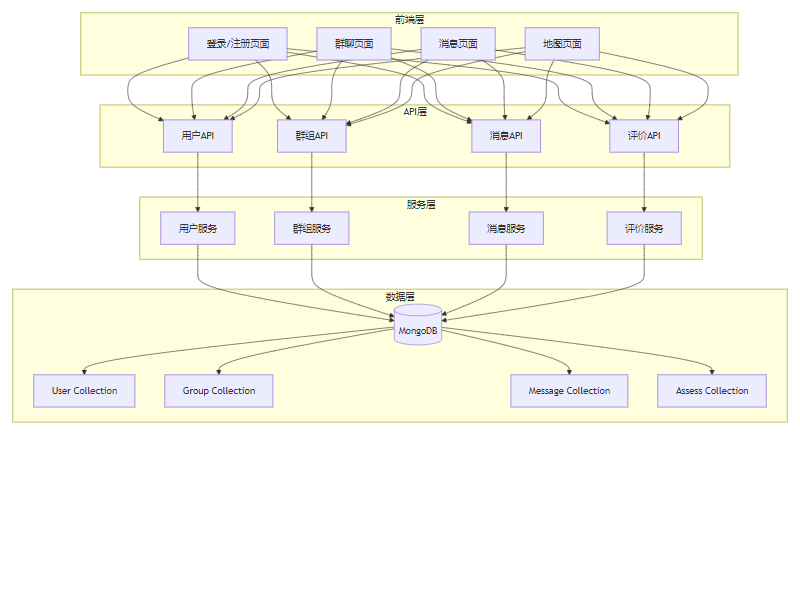 前端层
登录/注册页面
群聊页面
消息页面
地图页面
API层
用户API
群组API
消息API
评价API
服务层
用户服务
群组服务
消息服务
评价服务
数据层
MongoDB
User Collection
Group Collection
Message Collection
Assess Collection